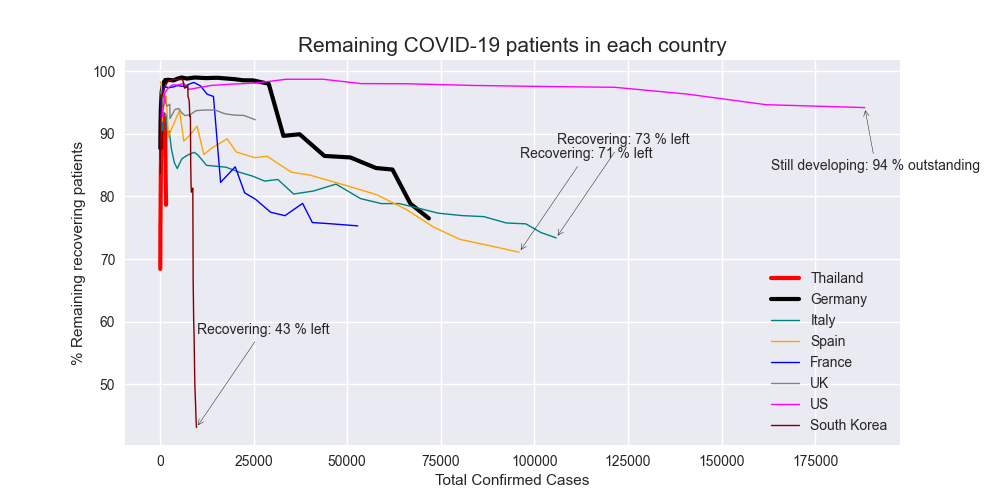 Remaining COVID-19 patients in each country
% Remaining recovering patients
100
90
80
70
60
50
Recovering: 73 % left
Recovering: 71 % left
Still developing: 94 % outstanding
Recovering: 43 % left
Thailand
Germany
Italy
Spain
France
UK
US
South Korea
0 25000 50000 75000 100000 125000 150000 175000
Total Confirmed Cases